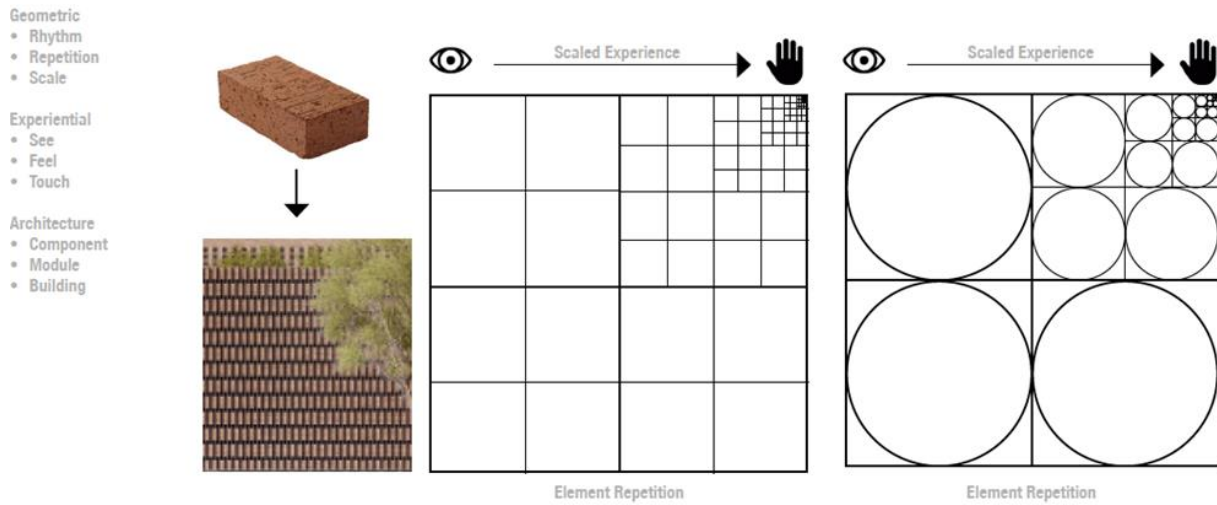 Geometric
• Rhythm
• Repetition
• Scale
Experiential
• See
• Feel
• Touch
Architecture
• Component
• Module
• Building
Scaled Experience
Element Repetition
Scaled Experience
Element Repetition